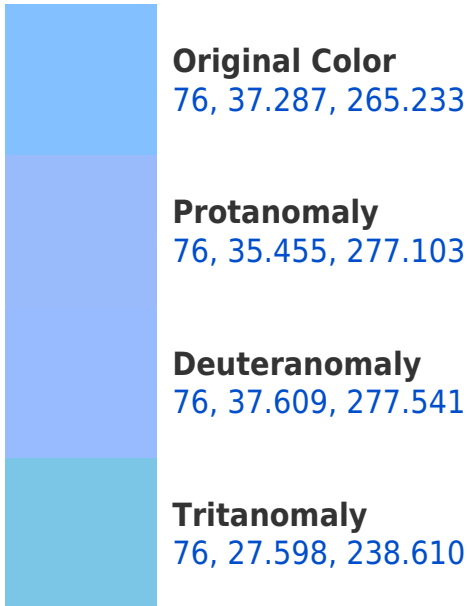 Original Color
76, 37.287, 265.233
Protanomaly
76, 35.455, 277.103
Deuteranomaly
76, 37.609, 277.541
Tritanomaly
76, 27.598, 238.610